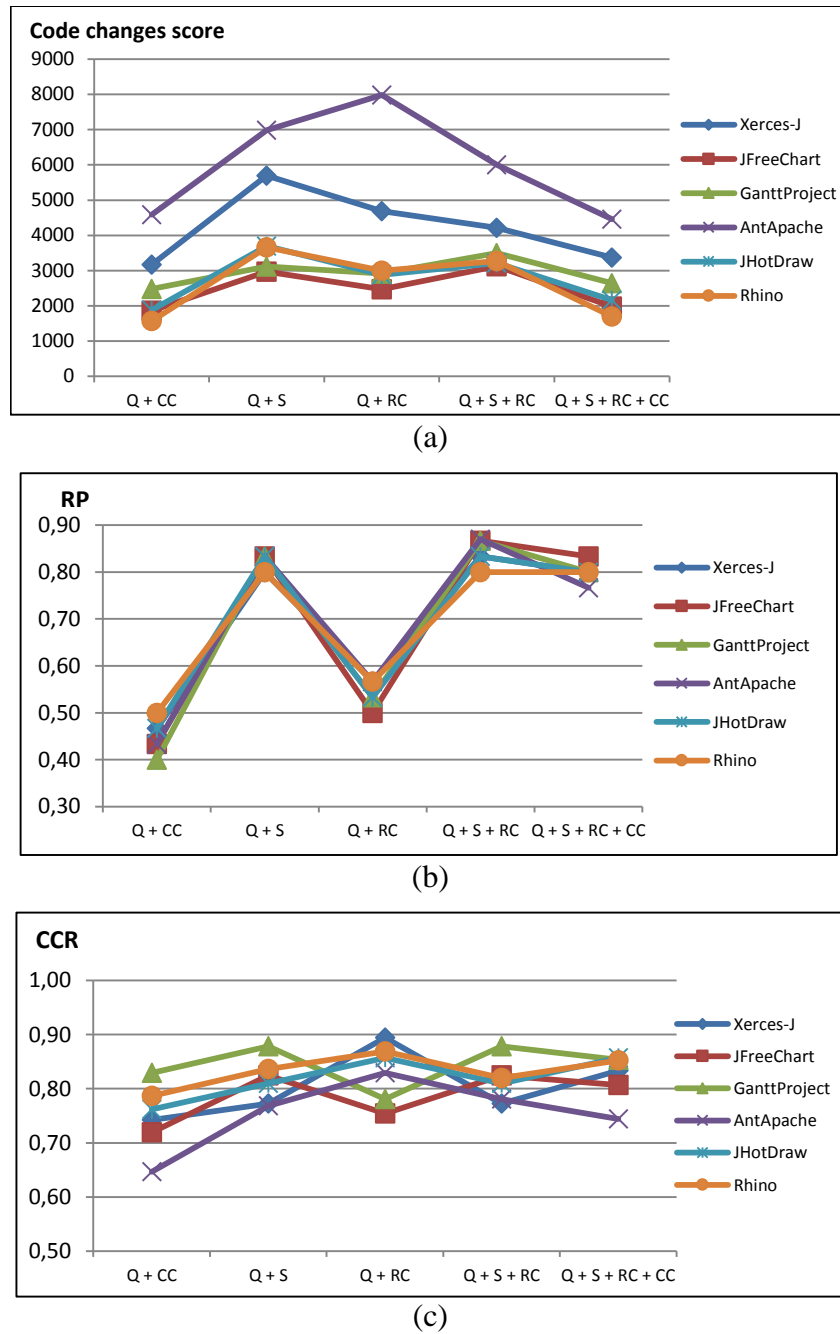 Code changes score
9000
8000
7000
6000
5000
4000
3000
2000
1000
0
Q + CC Q + S Q + RC Q + S + RC Q + S + RC + CC
Xerces-J
JFreeChart
GanttProject
AntApache
JHotDraw
Rhino
(a)
RP
0,90
0,80
0,70
0,60
0,50
0,40
0,30
Q + CC Q + S Q + RC Q + S + RC Q + S + RC + CC
Xerces-J
JFreeChart
GanttProject
AntApache
JHotDraw
Rhino
(b)
CCR
1,00
0,90
0,80
0,70
0,60
0,50
Q + CC Q + S Q + RC Q + S + RC Q + S + RC + CC
Xerces-J
JFreeChart
GanttProject
AntApache
JHotDraw
Rhino
(c)